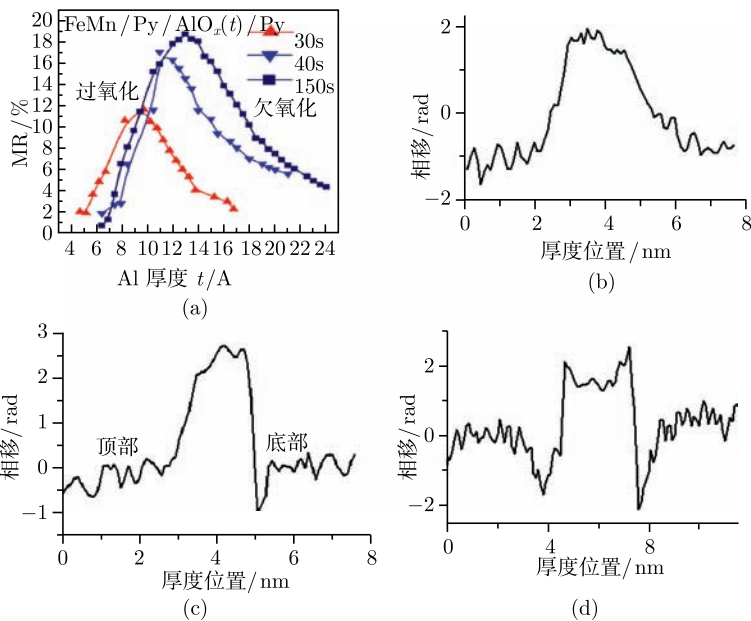 FeMn/Py/AlOx(t)/Py
30s
40s
150s
过氧化
欠氧化
MR/%
20
18
16
14
12
10
8
6
4
2
0
4 6 8 10 12 14 16 18 20 22 24
Al 厚度 t/A
(a)
相移/rad
2
0
−2
0 2 4 6 8
厚度位置/nm
(b)
相移/rad
3
2
1
0
−1
顶部
底部
0 2 4 6 8
厚度位置/nm
(c)
相移/rad
2
0
−2
0 4 8
厚度位置/nm
(d)